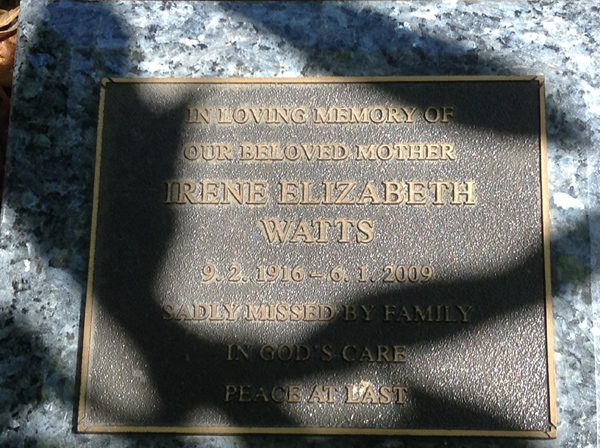 IN LOVING MEMORY OF
OUR BELOVED MOTHER
IRENE ELIZABETH
WATTS
9. 2. 1916 – 6. 1. 2009
SADLY MISSED BY FAMILY
IN GOD'S CARE
PEACE AT LAST